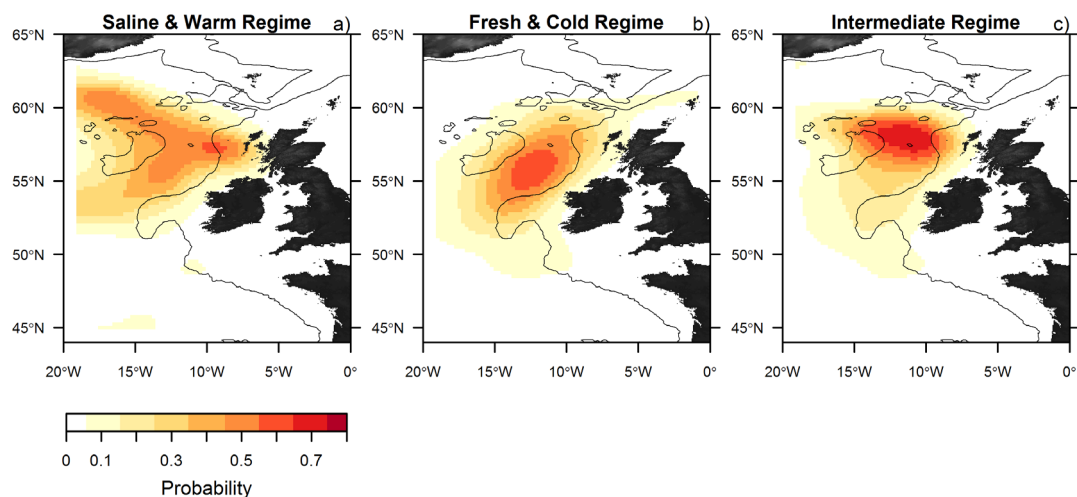 Saline & Warm Regime a)
Fresh & Cold Regime b)
Intermediate Regime c)
65°N
60°N
55°N
50°N
45°N
20°W 15°W 10°W 5°W 0°
65°N
60°N
55°N
50°N
45°N
20°W 15°W 10°W 5°W 0°
65°N
60°N
55°N
50°N
45°N
20°W 15°W 10°W 5°W 0°
0 0.1 0.3 0.5 0.7
Probability